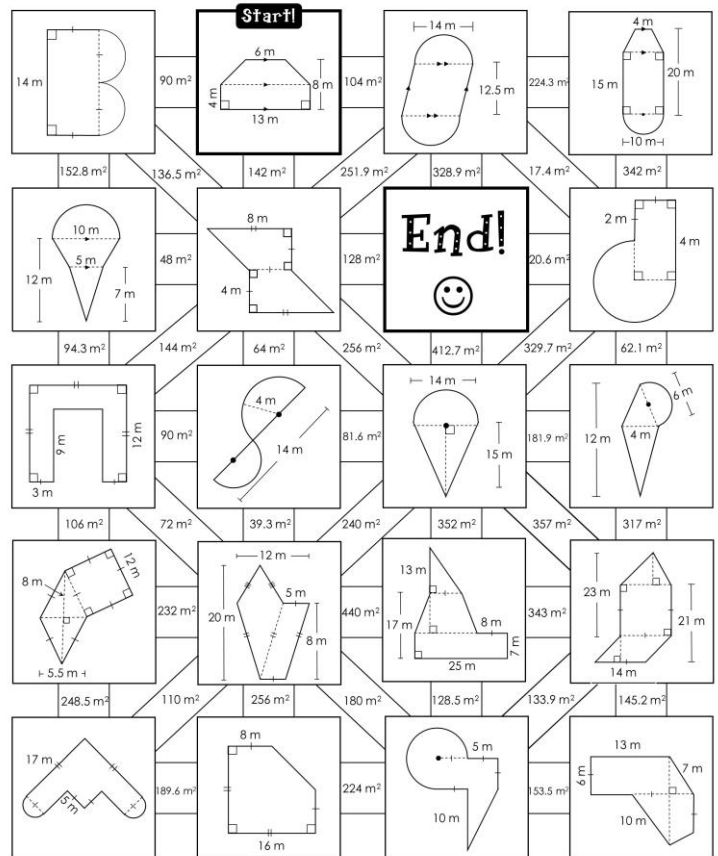 Start!
14 m
90 m²
6 m
4 m
8 m
13 m
104 m²
14 m
12.5 m
224.3 m²
4 m
15 m
20 m
10 m
152.8 m²
136.5 m²
142 m²
251.9 m²
328.9 m²
17.4 m²
342 m²
10 m
5 m
12 m
7 m
48 m²
8 m
4 m
128 m²
End!
20.6 m²
2 m
4 m
94.3 m²
144 m²
64 m²
256 m²
412.7 m²
329.7 m²
62.1 m²
9 m
12 m
3 m
90 m²
4 m
14 m
81.6 m²
14 m
15 m
181.9 m²
6 m
12 m
4 m
106 m²
72 m²
39.3 m²
240 m²
352 m²
357 m²
317 m²
8 m
12 m
5.5 m
232 m²
12 m
5 m
20 m
8 m
440 m²
13 m
17 m
8 m
7 m
25 m
343 m²
23 m
21 m
14 m
248.5 m²
110 m²
256 m²
180 m²
128.5 m²
133.9 m²
145.2 m²
17 m
5 m
189.6 m²
8 m
16 m
224 m²
5 m
10 m
153.5 m²
13 m
6 m
7 m
10 m